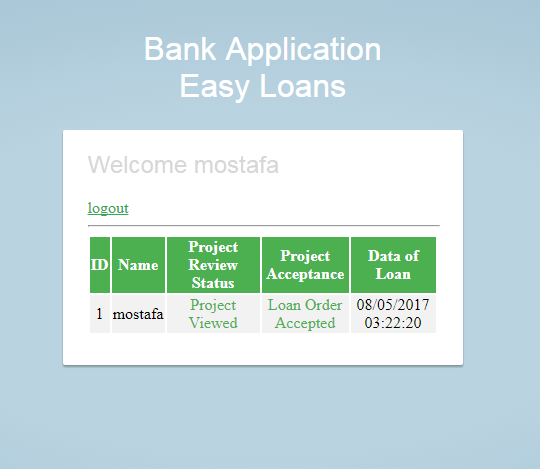 Bank Application
Easy Loans
Welcome mostafa
logout
ID Name Project Review Status Project Acceptance Data of Loan
1 mostafa Project Viewed Loan Order Accepted 08/05/2017 03:22:20